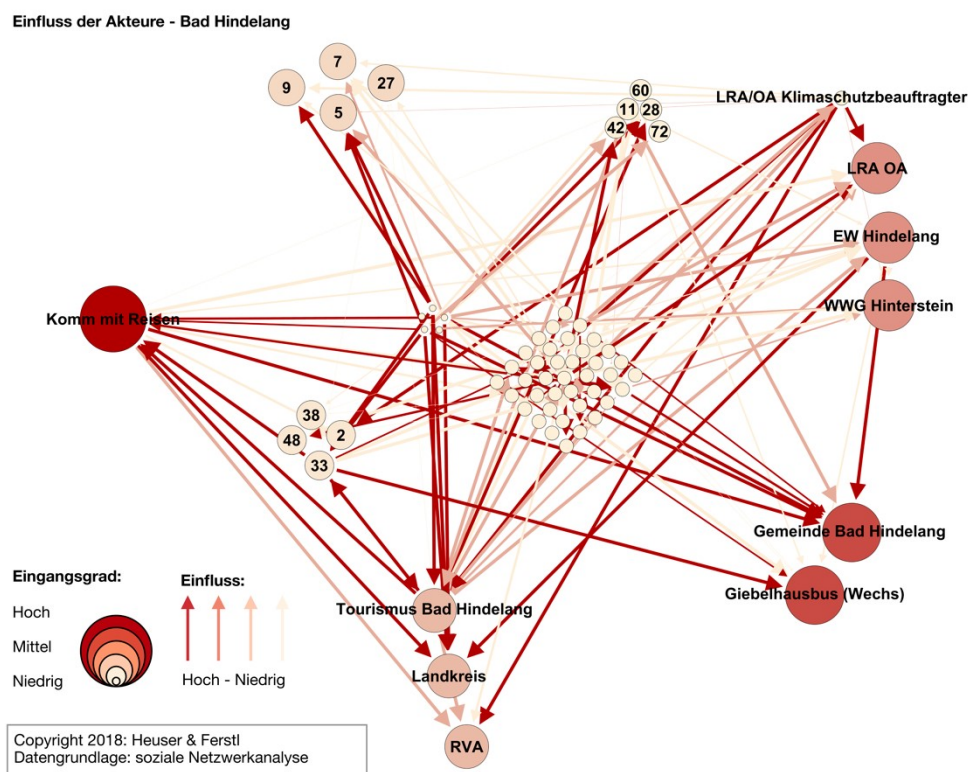 Einfluss der Akteure - Bad Hindelang
7
9
27
5
60
11
28
42
72
LRA/OA Klimaschutzbeauftragter
LRA OA
EW Hindelang
WWG Hinterstein
Komm mit Reisen
38
48
2
33
Gemeinde Bad Hindelang
Giebelhausbus (Wechs)
Tourismus Bad Hindelang
Landkreis
RVA
Eingangsgrad:
Hoch
Mittel
Niedrig
Einfluss:
Hoch - Niedrig
Copyright 2018: Heuser & Ferstl
Datengrundlage: soziale Netzwerkanalyse